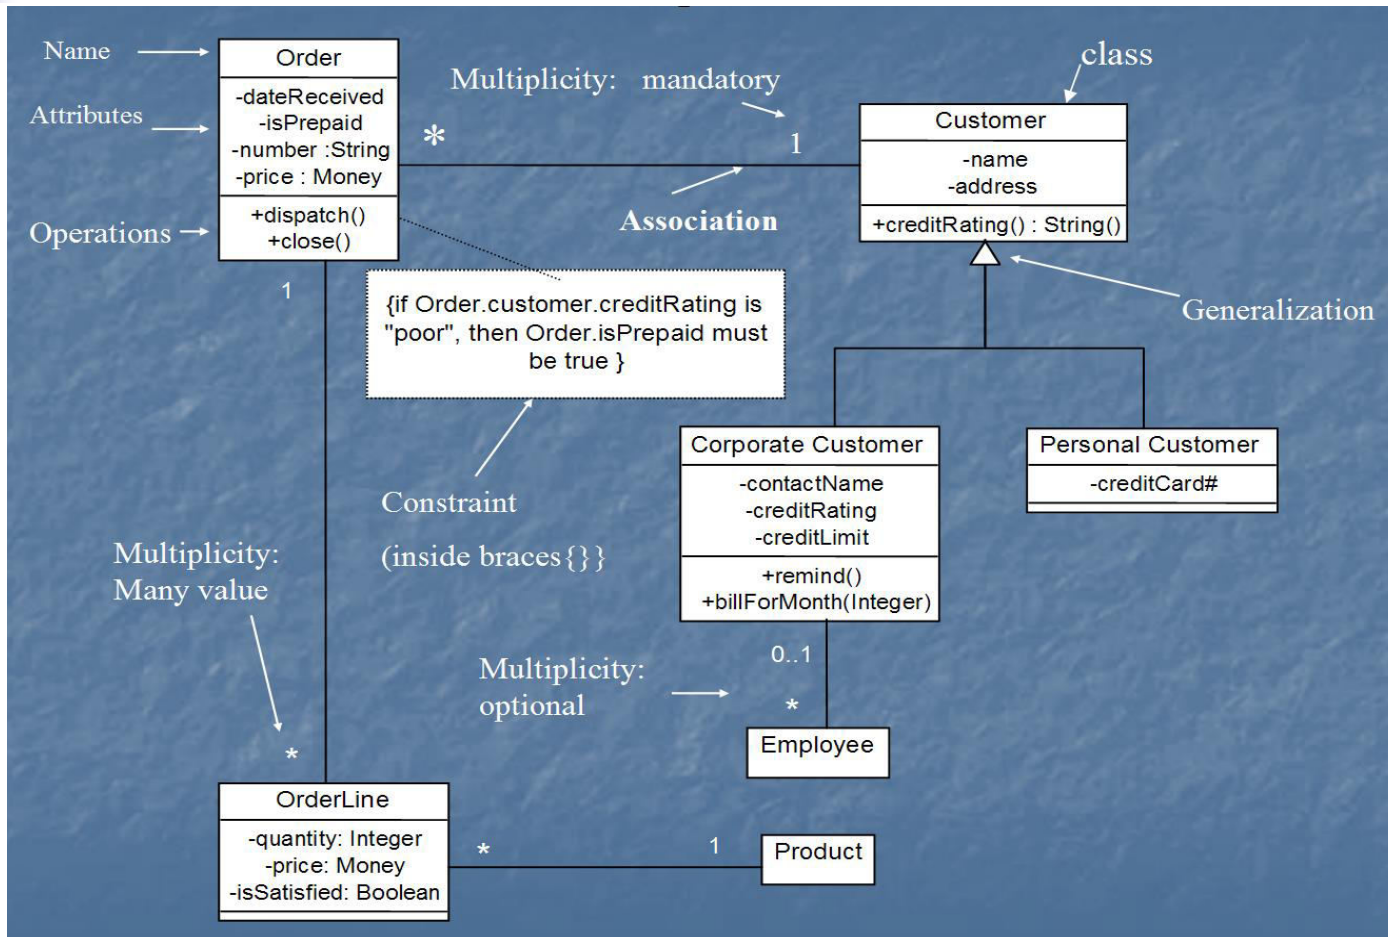 Name
Order
Attributes
-dateReceived
-isPrepaid
-number :String
-price : Money
Operations
+dispatch()
+close()
Multiplicity: mandatory
*
1
Association
class
Customer
-name
-address
+creditRating() : String()
Generalization
1
{if Order.customer.creditRating is
"poor", then Order.isPrepaid must
be true }
Constraint
(inside braces{}}
Corporate Customer
-contactName
-creditRating
-creditLimit
+remind()
+billForMonth(Integer)
Personal Customer
-creditCard#
Multiplicity:
Many value
*
Multiplicity:
optional
0..1
*
Employee
OrderLine
-quantity: Integer
-price: Money
-isSatisfied: Boolean
*
1
Product